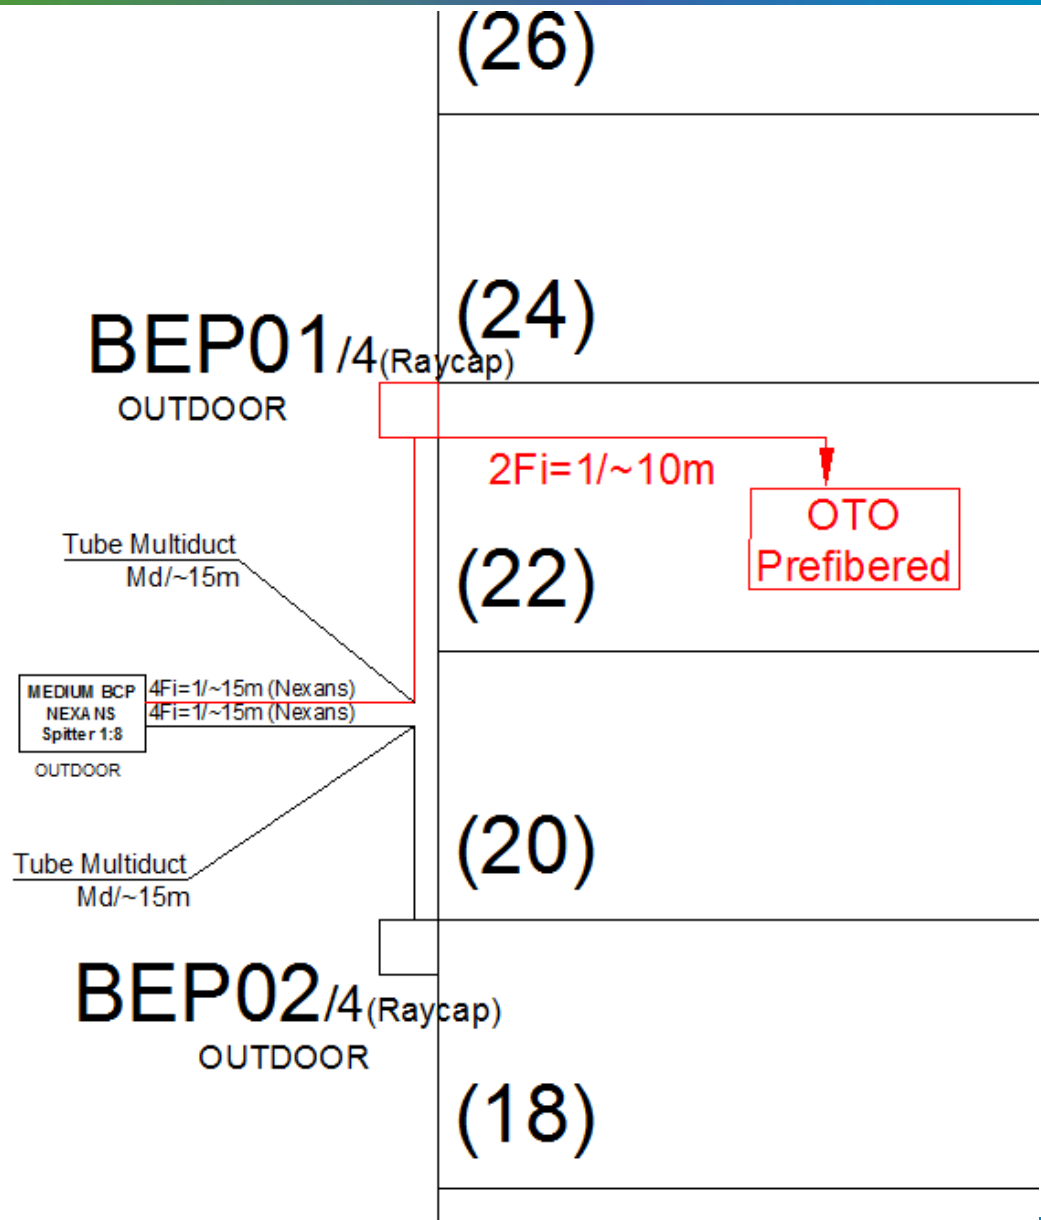 (26)
(24)
BEP01/4(Raycap)
OUTDOOR
2Fi=1/~10m
OTO
Prefibered
Tube Multiduct
Md/~15m
(22)
MEDIUM BCP
NEXANS
Spitter 1:8
OUTDOOR
4Fi=1/~15m (Nexans)
4Fi=1/~15m (Nexans)
(20)
Tube Multiduct
Md/~15m
BEP02/4(Raycap)
OUTDOOR
(18)